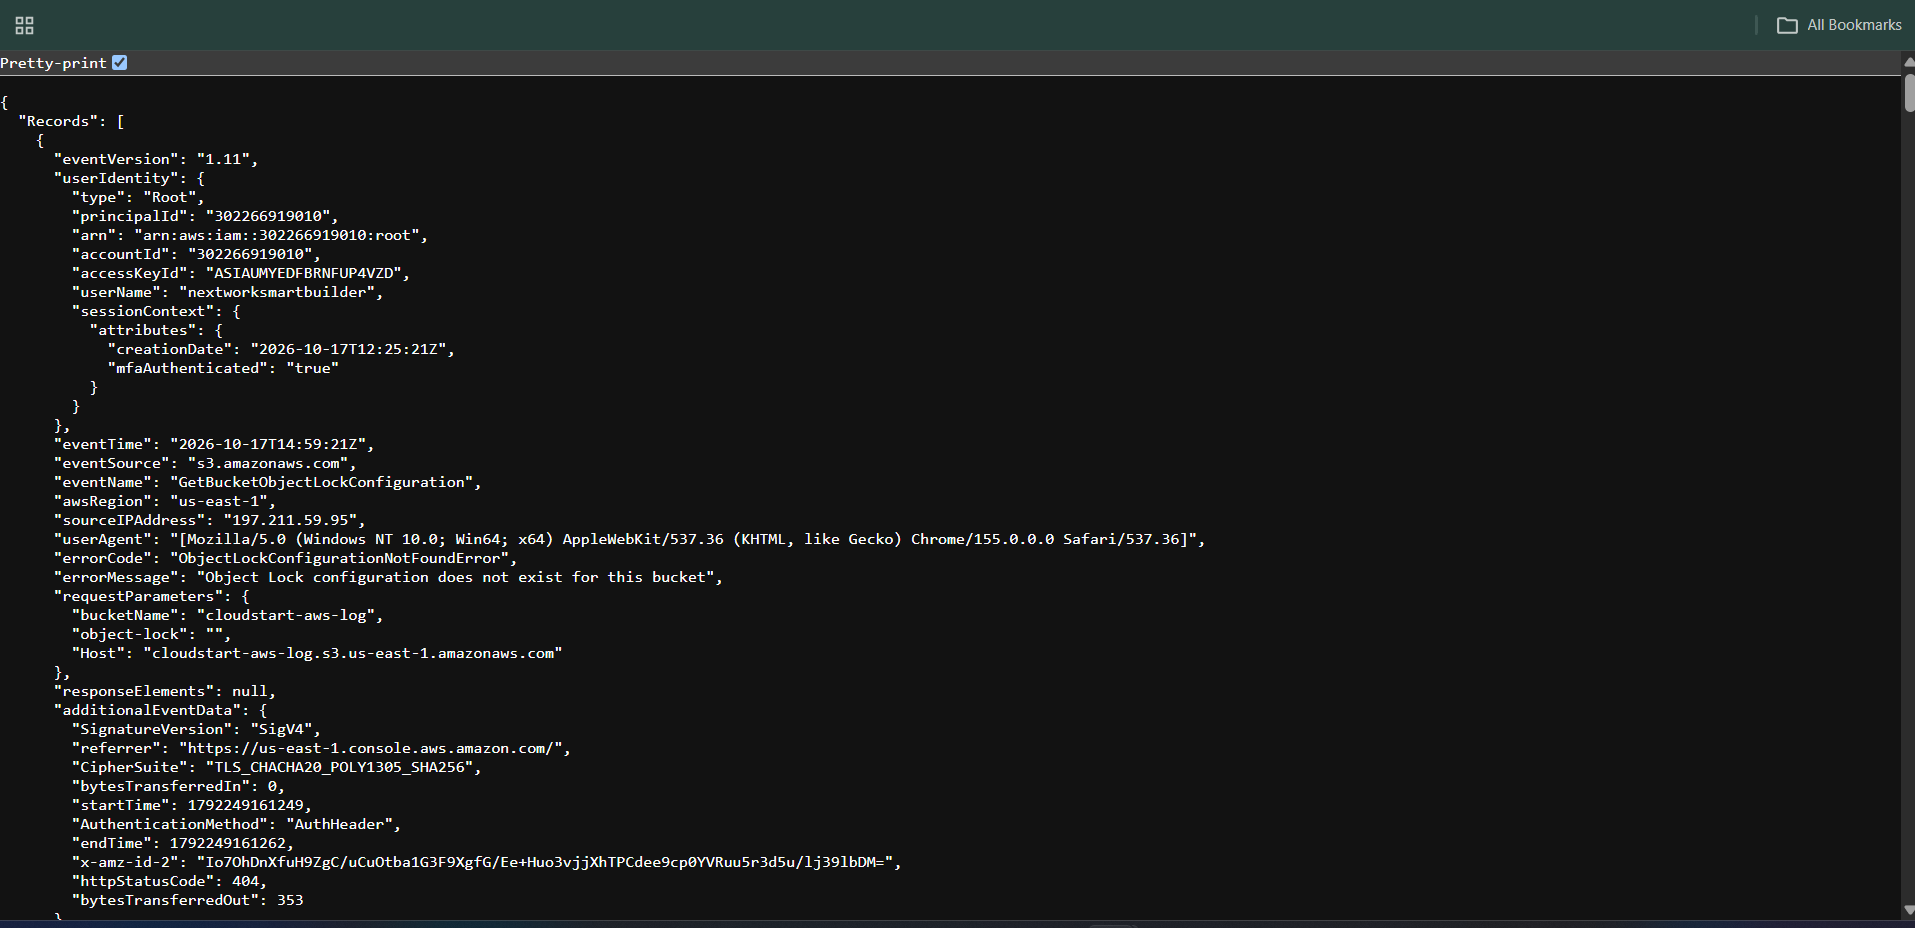 All Bookmarks
Pretty-print
{
  "Records": [
    {
      "eventVersion": "1.11",
      "userIdentity": {
        "type": "Root",
        "principalId": "302266919010",
        "arn": "arn:aws:iam::302266919010:root",
        "accountId": "302266919010",
        "accessKeyId": "ASIAUMYEDFBRNFUP4VZD",
        "userName": "nextworksmartbuilder",
        "sessionContext": {
          "attributes": {
            "creationDate": "2026-10-17T12:25:21Z",
            "mfaAuthenticated": "true"
          }
        }
      },
      "eventTime": "2026-10-17T14:59:21Z",
      "eventSource": "s3.amazonaws.com",
      "eventName": "GetBucketObjectLockConfiguration",
      "awsRegion": "us-east-1",
      "sourceIPAddress": "197.211.59.95",
      "userAgent": "[Mozilla/5.0 (Windows NT 10.0; Win64; x64) AppleWebKit/537.36 (KHTML, like Gecko) Chrome/155.0.0.0 Safari/537.36]",
      "errorCode": "ObjectLockConfigurationNotFoundError",
      "errorMessage": "Object Lock configuration does not exist for this bucket",
      "requestParameters": {
        "bucketName": "cloudstart-aws-log",
        "object-lock": "",
        "Host": "cloudstart-aws-log.s3.us-east-1.amazonaws.com"
      },
      "responseElements": null,
      "additionalEventData": {
        "SignatureVersion": "SigV4",
        "referrer": "https://us-east-1.console.aws.amazon.com/",
        "CipherSuite": "TLS_CHACHA20_POLY1305_SHA256",
        "bytesTransferredIn": 0,
        "startTime": 1792249161249,
        "AuthenticationMethod": "AuthHeader",
        "endTime": 1792249161262,
        "x-amz-id-2": "Io7OhDnXfuH9ZgC/uCuOtba1G3F9XgfG/Ee+Huo3vjjXhTPCdee9cp0YVRuu5r3d5u/lj39lbDM=",
        "httpStatusCode": 404,
        "bytesTransferredOut": 353
      }